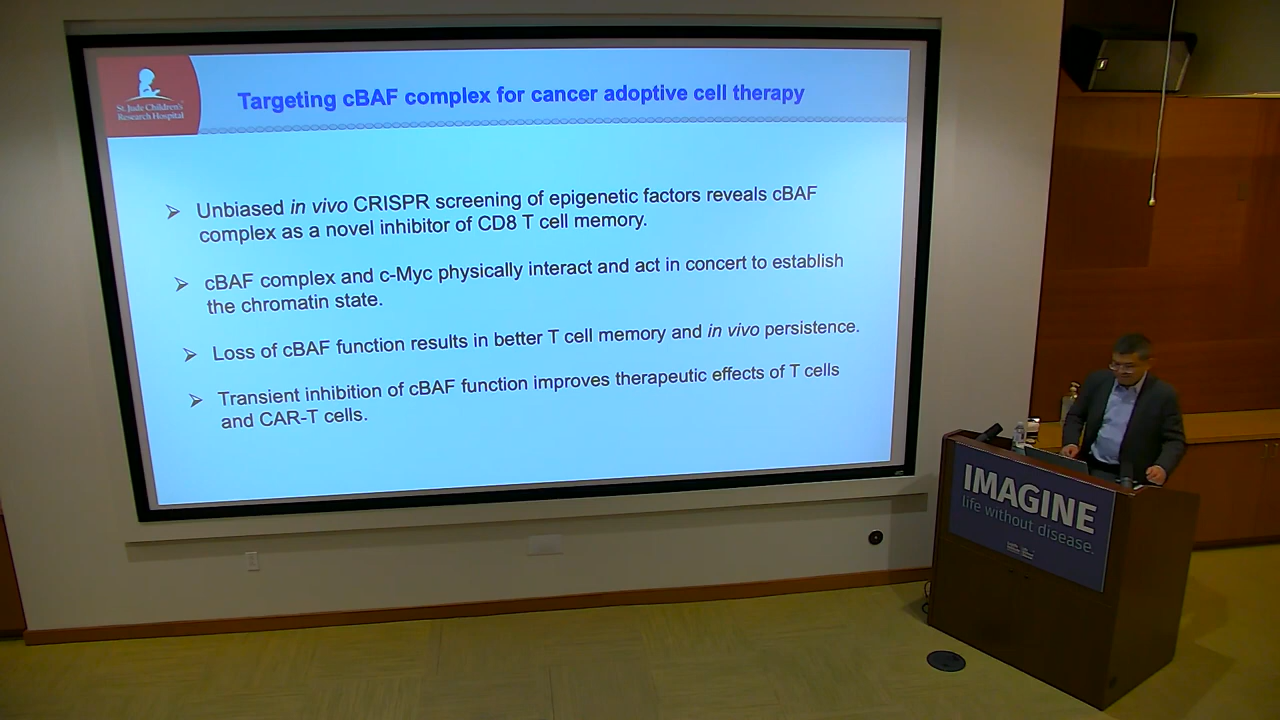 St. Jude Children's
Research Hospital
Targeting cBAF complex for cancer adoptive cell therapy
Unbiased in vivo CRISPR screening of epigenetic factors reveals cBAF
complex as a novel inhibitor of CD8 T cell memory.
cBAF complex and c-Myc physically interact and act in concert to establish
the chromatin state.
Loss of cBAF function results in better T cell memory and in vivo persistence.
Transient inhibition of cBAF function improves therapeutic effects of T cells
and CAR-T cells.
IMAGINE
life without disease.